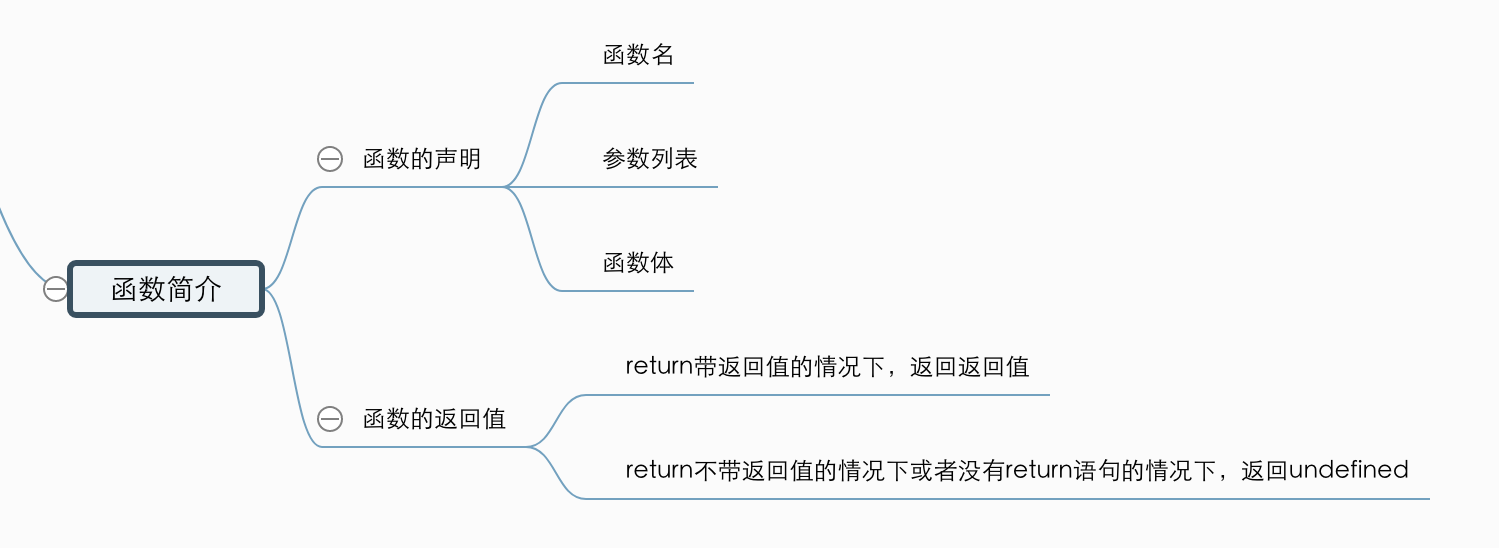 函数简介
函数的声明
函数名
参数列表
函数体
函数的返回值
return带返回值的情况下，返回返回值
return不带返回值的情况下或者没有return语句的情况下，返回undefined